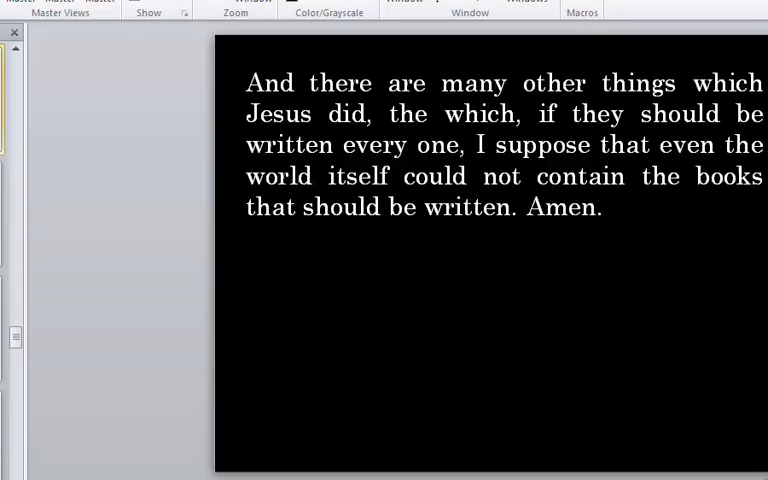 Master Views
Show
Zoom
Color/Grayscale
Window
Macros
And there are many other things which
Jesus did, the which, if they should be
written every one, I suppose that even the
world itself could not contain the books
that should be written. Amen.